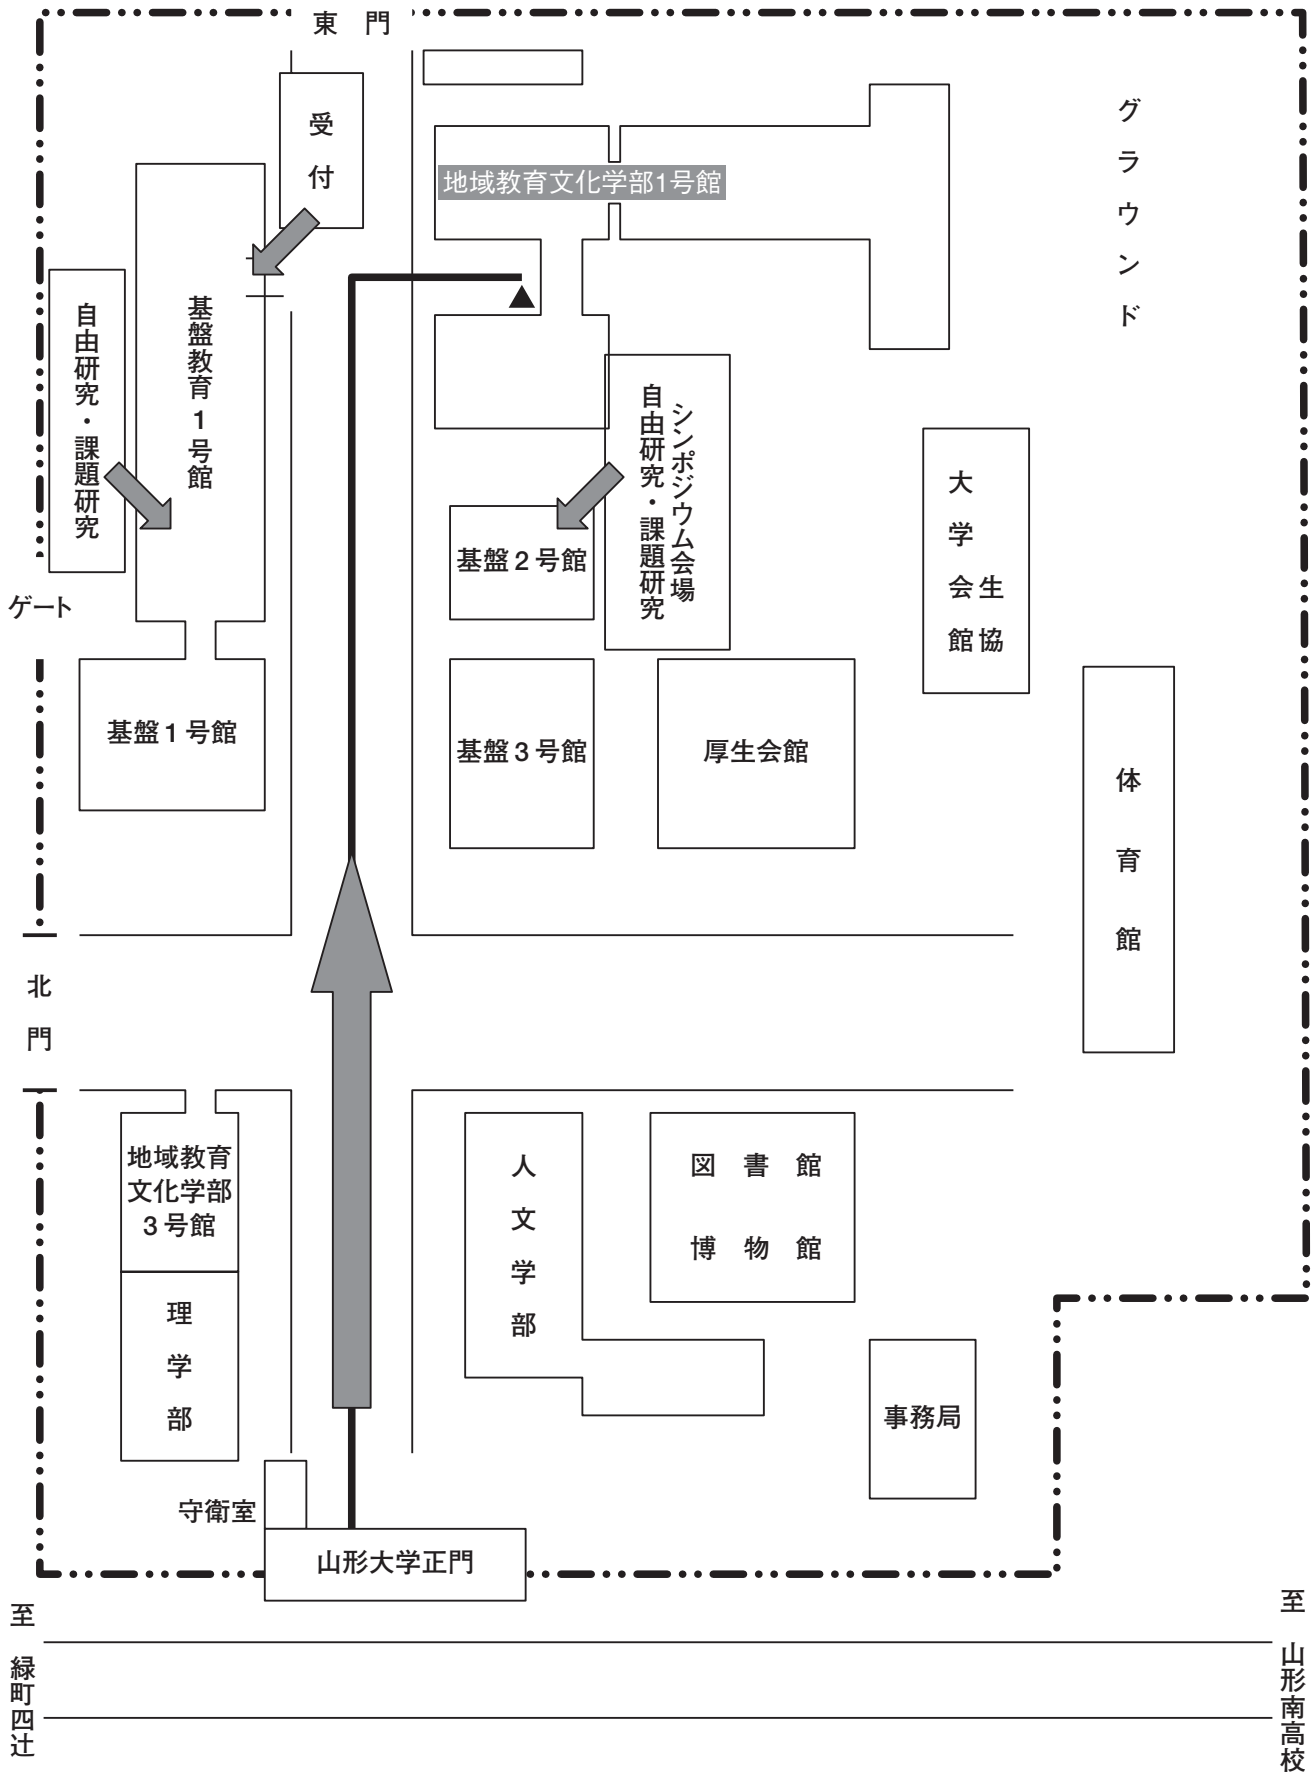 東門
グラウンド
受付
地域教育文化学部1号館
基盤教育1号館
自由研究・課題研究
シンポジウム会場
自由研究・課題研究
基盤2号館
大学会館
生協
ゲート
基盤1号館
基盤3号館
厚生会館
体育館
北門
地域教育
文化学部
3号館
人文学部
図書館
博物館
理学部
事務局
守衛室
山形大学正門
至 緑町四辻
至 山形南高校